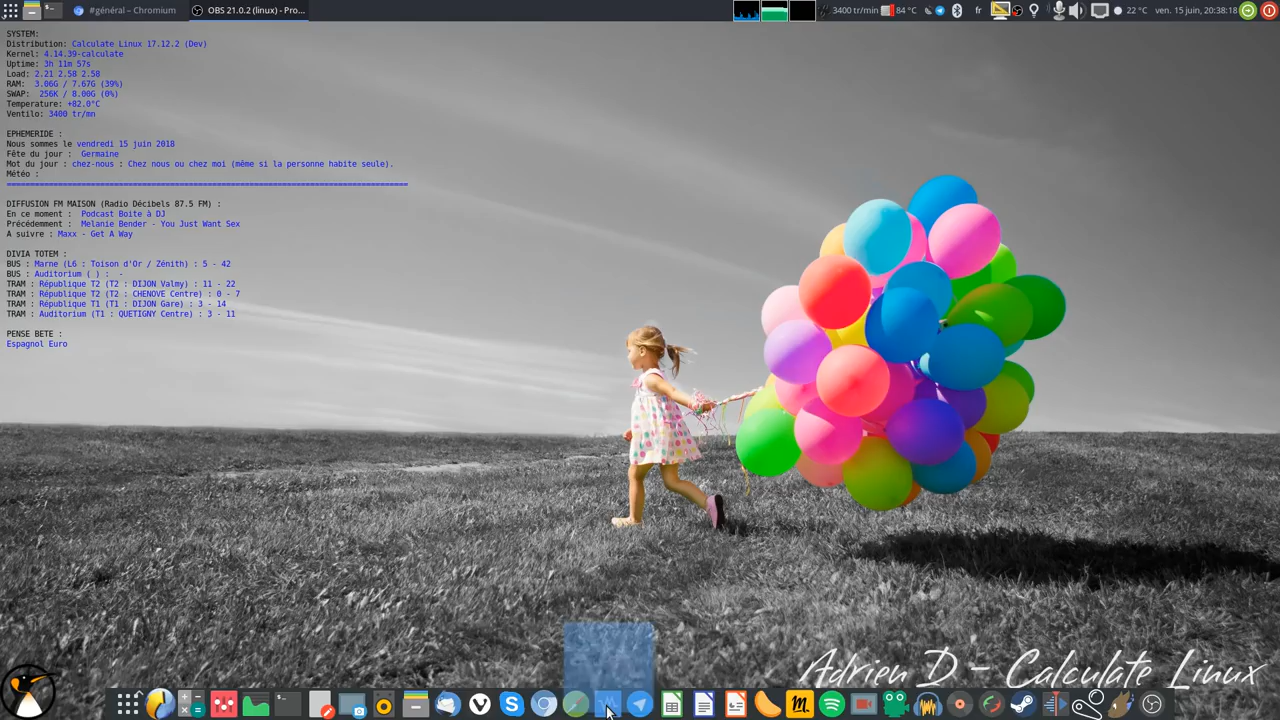 #général – Chromium
OBS 21.0.2 (linux) - Pro...
3400 tr/min
84 °C
fr
22 °C
ven. 15 juin, 20:38:18
SYSTEM:
Distribution: Calculate Linux 17.12.2 (Dev)
Kernel: 4.14.39-calculate
Uptime: 3h 11m 57s
Load: 2.21 2.58 2.58
RAM: 3.06G / 7.67G (39%)
SWAP: 256K / 8.00G (0%)
Temperature: +82.0°C
Ventilo: 3400 tr/mn
EPHEMERIDE :
Nous sommes le vendredi 15 juin 2018
Fête du jour : Germaine
Mot du jour : chez-nous : Chez nous ou chez moi (même si la personne habite seule).
Météo :
DIFFUSION FM MAISON (Radio Décibels 87.5 FM) :
En ce moment : Podcast Boite à DJ
Précédemment : Melanie Bender - You Just Want Sex
A suivre : Maxx - Get A Way
DIVIA TOTEM :
BUS : Marne (L6 : Toison d'Or / Zénith) : 5 - 42
BUS : Auditorium ( ) : -
TRAM : République T2 (T2 : DIJON Valmy) : 11 - 22
TRAM : République T2 (T2 : CHENOVE Centre) : 0 - 7
TRAM : République T1 (T1 : DIJON Gare) : 3 - 14
TRAM : Auditorium (T1 : QUETIGNY Centre) : 3 - 11
PENSE BETE :
Espagnol Euro
Adrien D - Calculate Linux